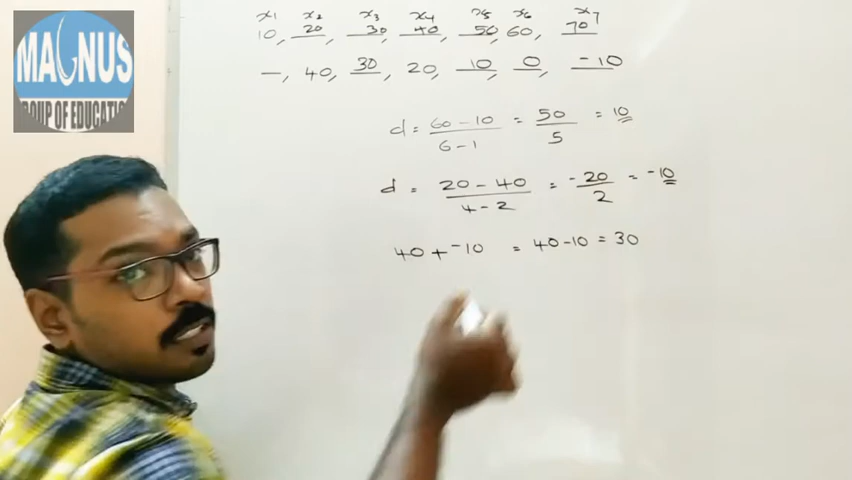 MAGNUS
GROUP OF EDUCATION
x₁ x₂ x₃ x₄ x₅ x₆ x₇
10, 20, 30, 40, 50, 60, 70
—, 40, 30, 20, 10, 0, -10
d = 60 - 10 / 6 - 1 = 50 / 5 = 10
d = 20 - 40 / 4 - 2 = -20 / 2 = -10
40 + -10 = 40 - 10 = 30